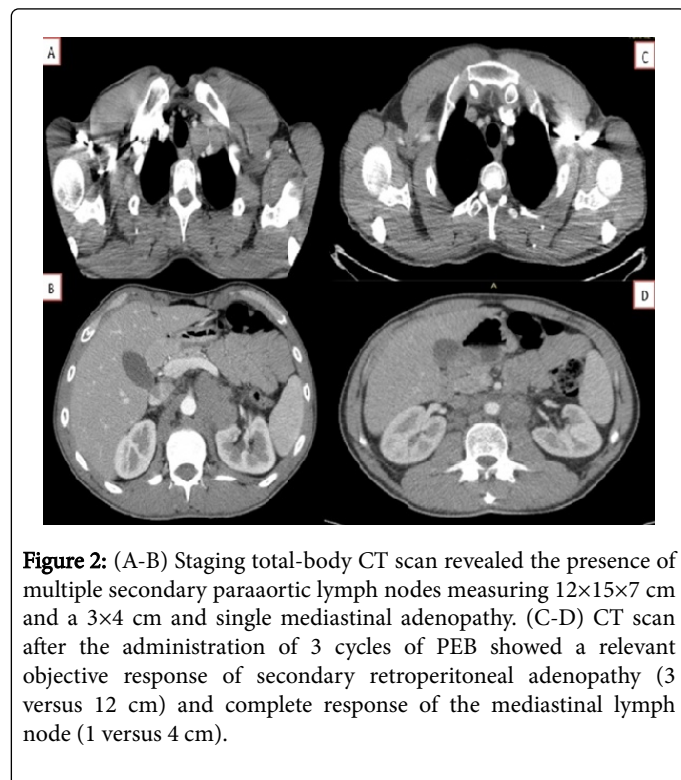 A
C
B
A
D
Figure 2: (A-B) Staging total-body CT scan revealed the presence of
multiple secondary paraaortic lymph nodes measuring 12×15×7 cm
and a 3×4 cm and single mediastinal adenopathy. (C-D) CT scan
after the administration of 3 cycles of PEB showed a relevant
objective response of secondary retroperitoneal adenopathy (3
versus 12 cm) and complete response of the mediastinal lymph
node (1 versus 4 cm).